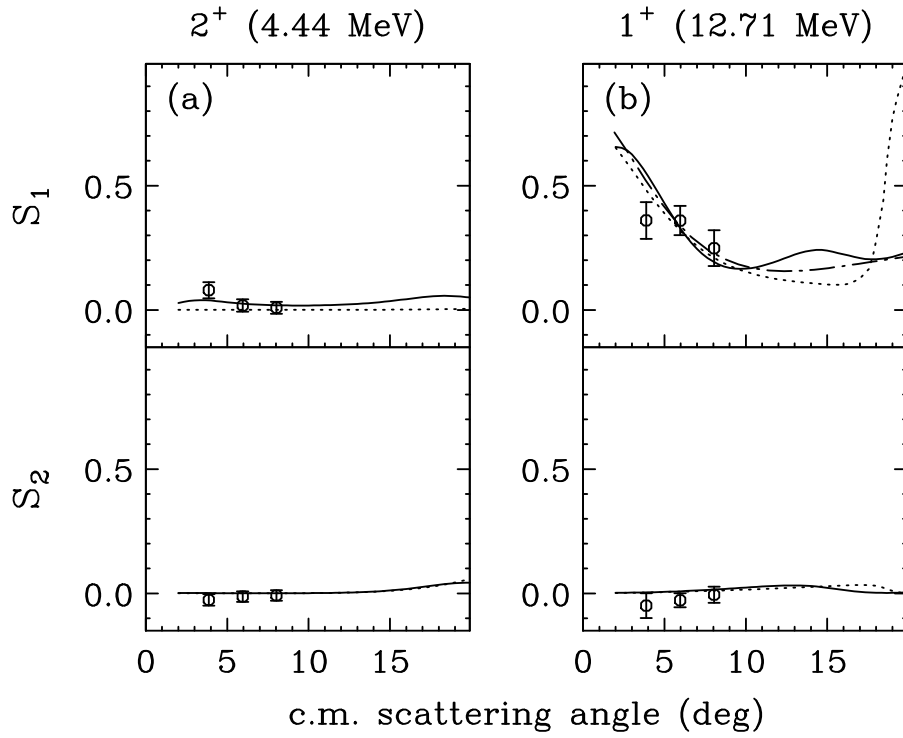 2⁺ (4.44 MeV) 1⁺ (12.71 MeV)
(a) (b)
S₁ 0.5 0.5
0.0 0.0
S₂ 0.5 0.5
0.0 0.0
0 5 10 15 0 5 10 15
c.m. scattering angle (deg)